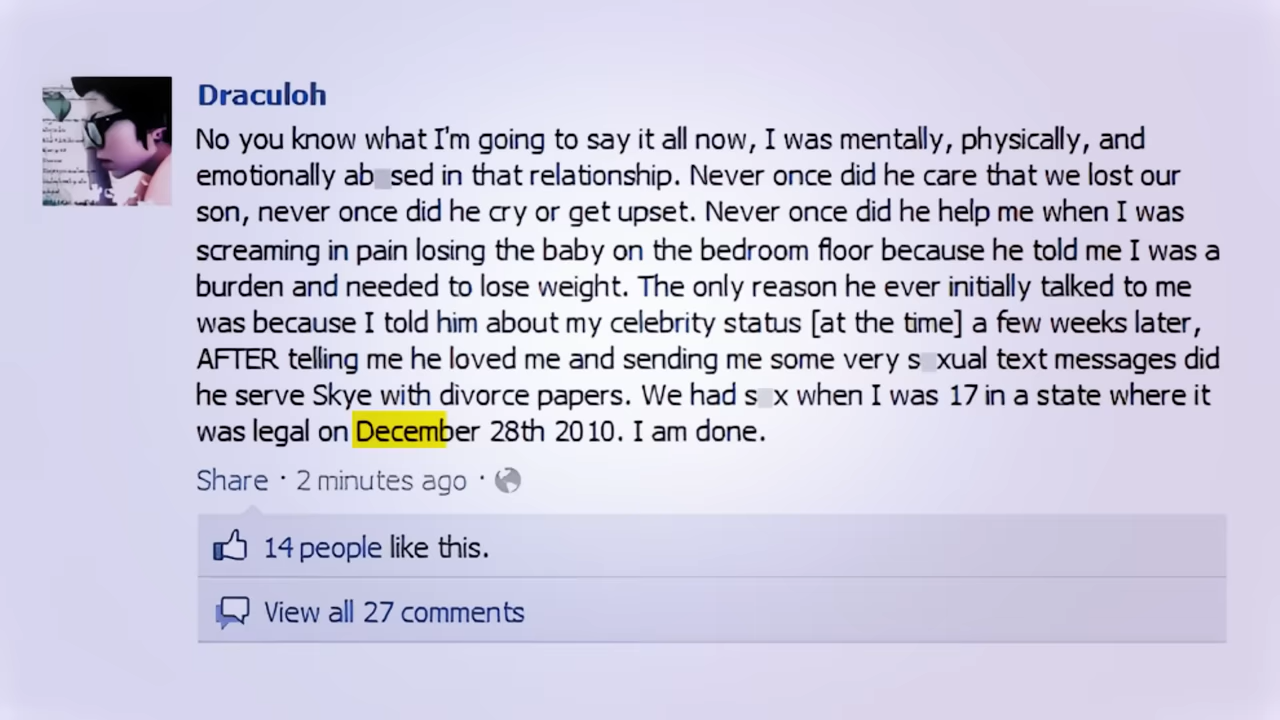 Draculoh
No you know what I'm going to say it all now, I was mentally, physically, and
emotionally ab sed in that relationship. Never once did he care that we lost our
son, never once did he cry or get upset. Never once did he help me when I was
screaming in pain losing the baby on the bedroom floor because he told me I was a
burden and needed to lose weight. The only reason he ever initially talked to me
was because I told him about my celebrity status [at the time] a few weeks later,
AFTER telling me he loved me and sending me some very s xual text messages did
he serve Skye with divorce papers. We had s x when I was 17 in a state where it
was legal on December 28th 2010. I am done.
Share · 2 minutes ago ·
14 people like this.
View all 27 comments